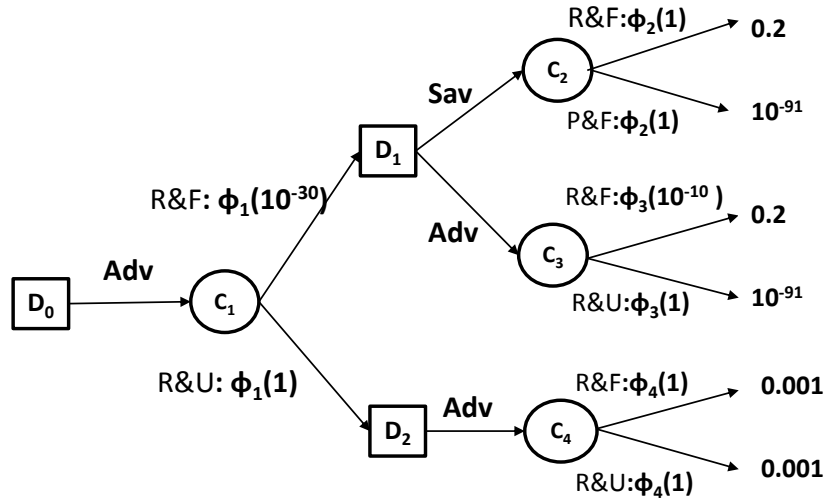 R&F:ϕ₂(1)
0.2
C₂
Sav
P&F:ϕ₂(1)
10⁻⁹¹
D₁
R&F: ϕ₁(10⁻³⁰)
R&F:ϕ₃(10⁻¹⁰ )
0.2
Adv
C₃
Adv
R&U:ϕ₃(1)
10⁻⁹¹
D₀
C₁
R&U: ϕ₁(1)
R&F:ϕ₄(1)
0.001
Adv
D₂
C₄
R&U:ϕ₄(1)
0.001